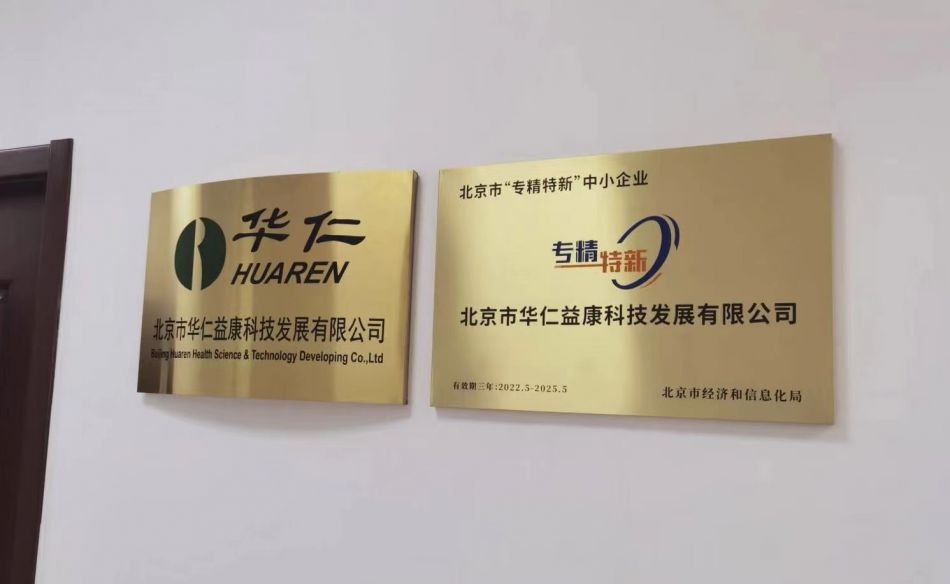 华仁
HUAREN
北京市华仁益康科技发展有限公司
Beijing Huaren Health Science & Technology Developing Co.,Ltd
北京市“专精特新”中小企业
专精
特新
北京市华仁益康科技发展有限公司
有效期三年:2022.5-2025.5
北京市经济和信息化局